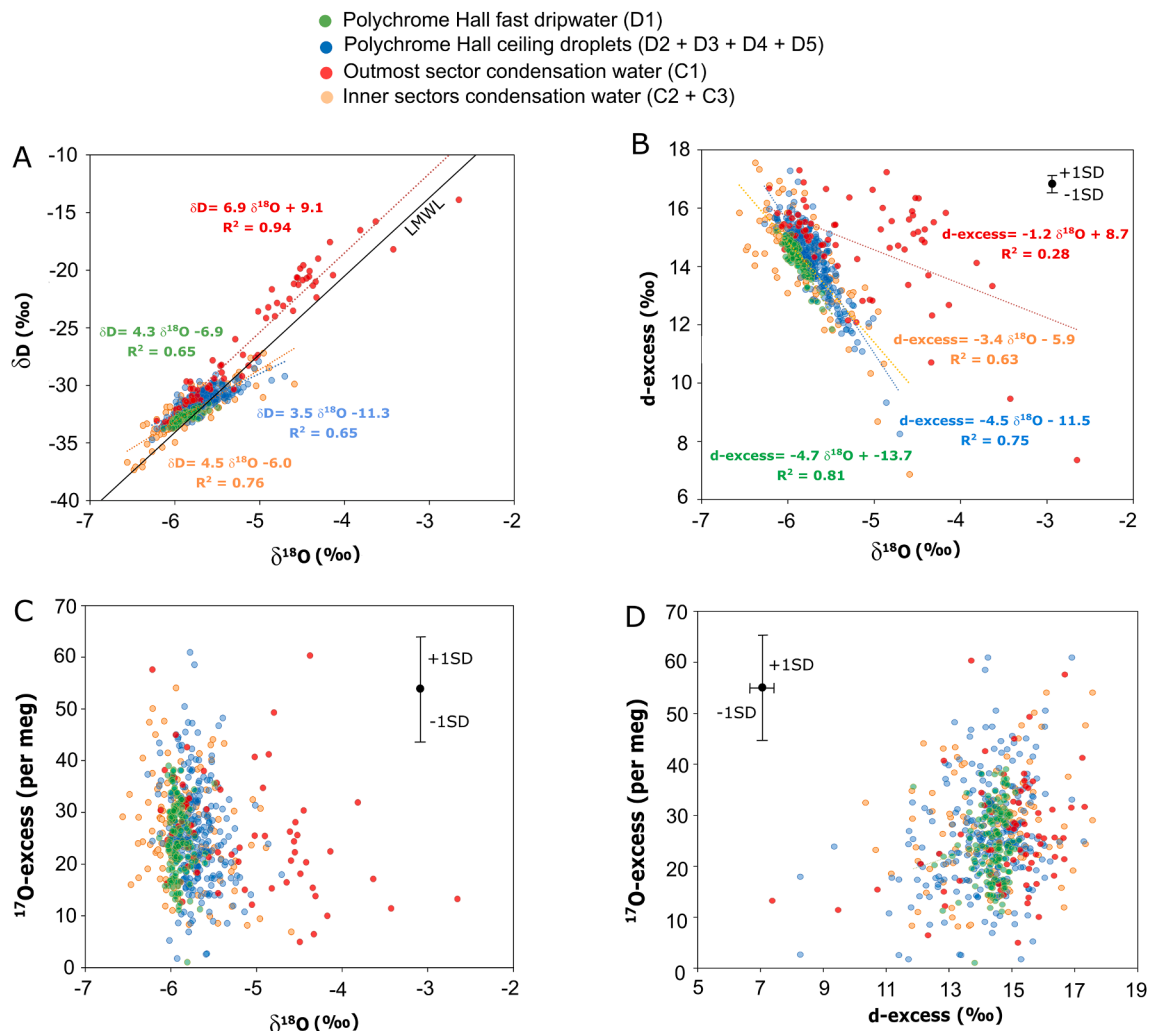 Polychrome Hall fast dripwater (D1)
Polychrome Hall ceiling droplets (D2 + D3 + D4 + D5)
Outmost sector condensation water (C1)
Inner sectors condensation water (C2 + C3)
A
-10
-15
-20
-25
-30
-35
-40
-7
-6
-5
-4
-3
-2
δD (‰)
δ¹⁸O (‰)
δD= 6.9 δ¹⁸O + 9.1
R² = 0.94
LMWL
δD= 4.3 δ¹⁸O -6.9
R² = 0.65
δD= 3.5 δ¹⁸O -11.3
R² = 0.65
δD= 4.5 δ¹⁸O -6.0
R² = 0.76
B
18
16
14
12
10
8
6
-7
-6
-5
-4
-3
-2
d-excess (‰)
δ¹⁸O (‰)
+1SD
-1SD
d-excess= -1.2 δ¹⁸O + 8.7
R² = 0.28
d-excess= -3.4 δ¹⁸O - 5.9
R² = 0.63
d-excess= -4.5 δ¹⁸O - 11.5
R² = 0.75
d-excess= -4.7 δ¹⁸O + -13.7
R² = 0.81
C
70
60
50
40
30
20
10
0
-7
-6
-5
-4
-3
-2
¹⁷O-excess (per meg)
δ¹⁸O (‰)
+1SD
-1SD
D
70
60
50
40
30
20
10
0
5
7
9
11
13
15
17
19
¹⁷O-excess (per meg)
d-excess (‰)
+1SD
-1SD